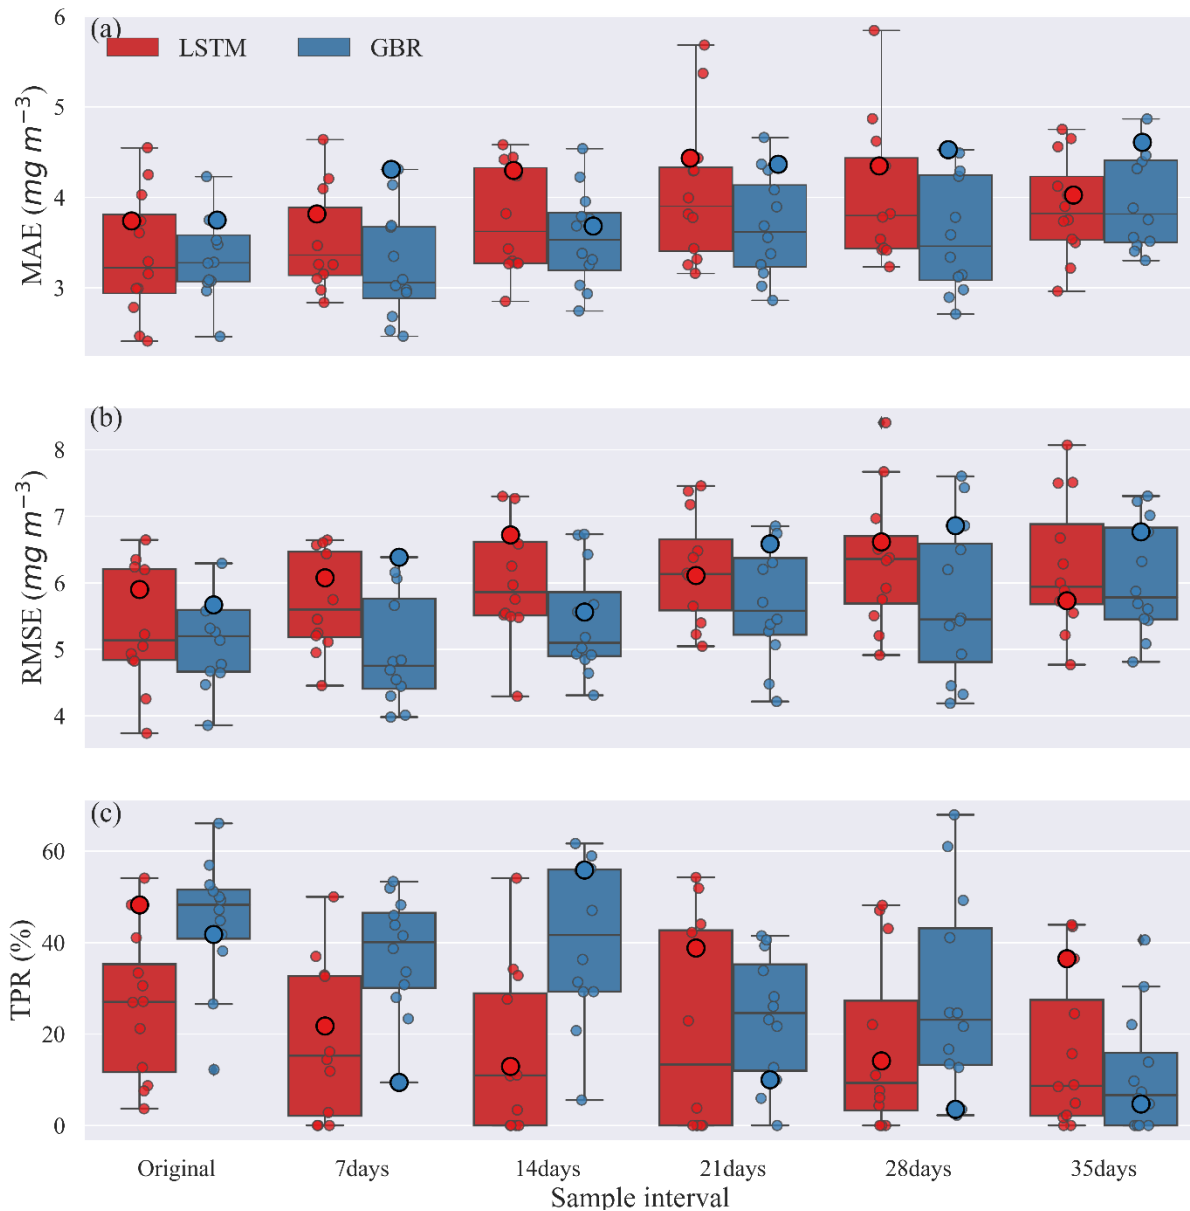 (a)
LSTM GBR
6
5
4
3
MAE (mg m⁻³)
(b)
8
7
6
5
4
RMSE (mg m⁻³)
(c)
60
40
20
0
TPR (%)
Original 7days 14days 21days 28days 35days
Sample interval